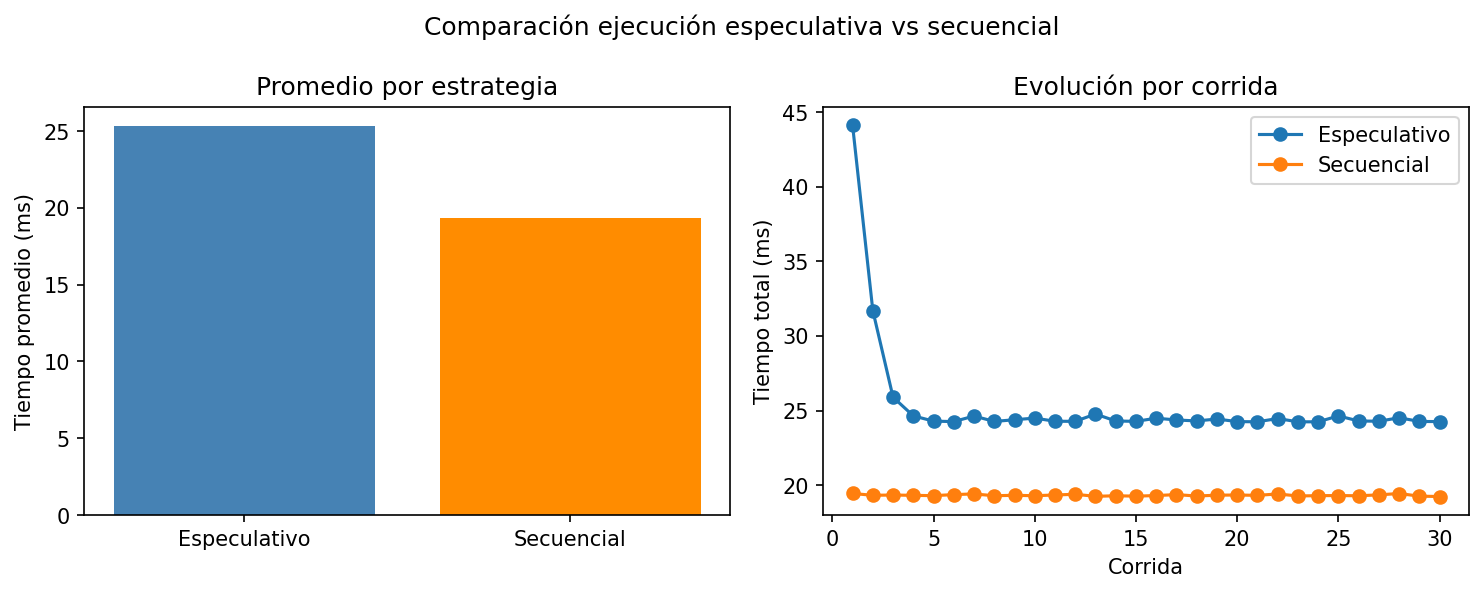 Comparación ejecución especulativa vs secuencial
Promedio por estrategia
Tiempo promedio (ms)
25
20
15
10
5
0
Especulativo
Secuencial
Evolución por corrida
Tiempo total (ms)
45
40
35
30
25
20
Especulativo
Secuencial
0
5
10
15
20
25
30
Corrida